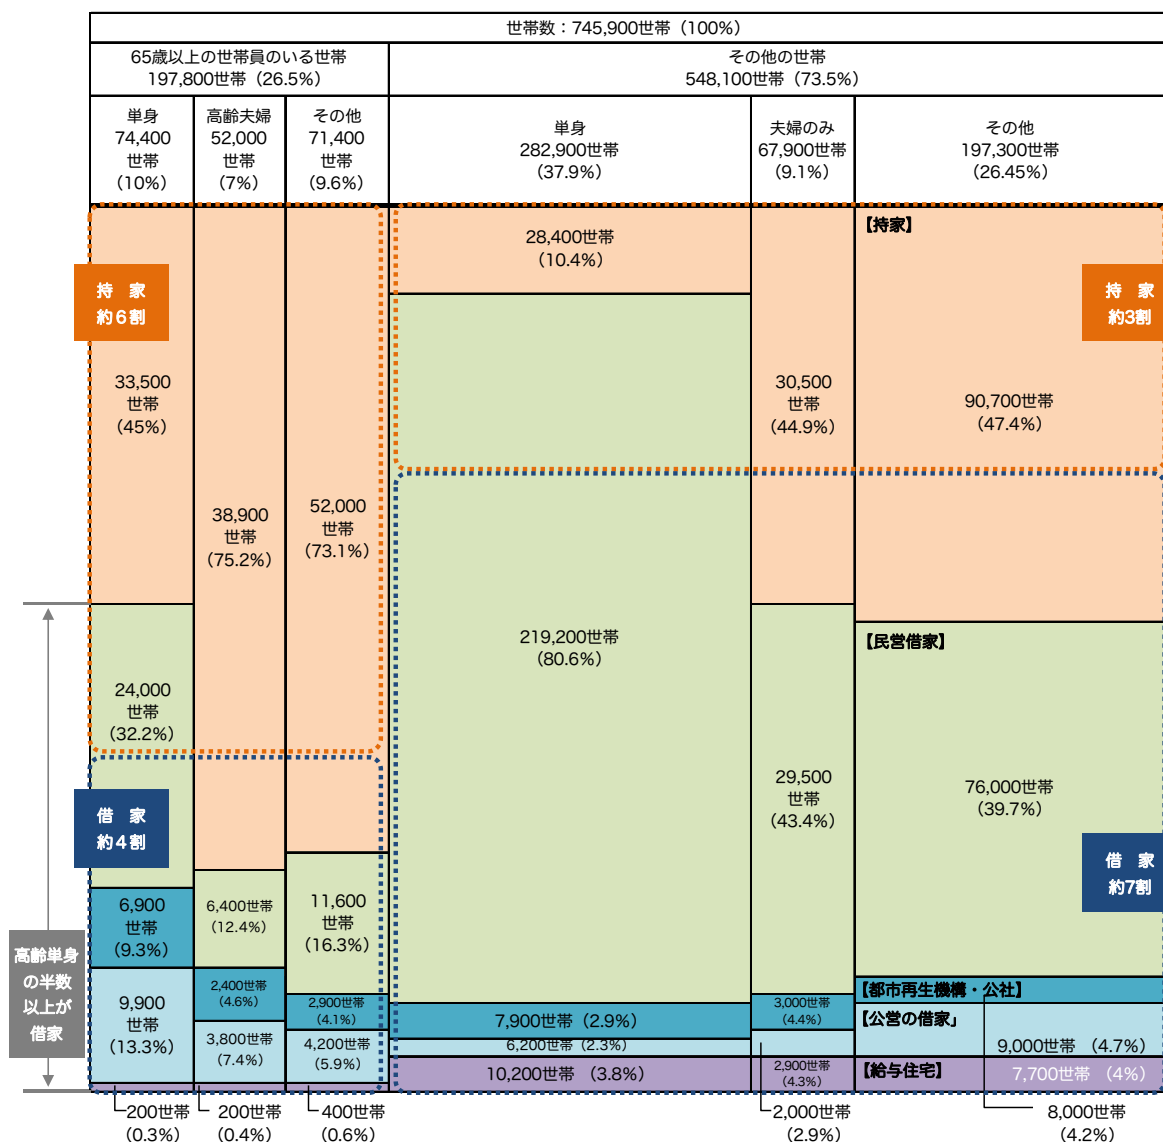 世帯数：745,900世帯（100%）
65歳以上の世帯員のいる世帯
197,800世帯（26.5%）
その他の世帯
548,100世帯（73.5%）
単身
74,400
世帯
（10%）
高齢夫婦
52,000
世帯
（7%）
その他
71,400
世帯
（9.6%）
単身
282,900世帯
（37.9%）
夫婦のみ
67,900世帯
（9.1%）
その他
197,300世帯
（26.45%）
持　家
約６割
33,500
世帯
（45%）
38,900
世帯
（75.2%）
52,000
世帯
（73.1%）
28,400世帯
（10.4%）
30,500
世帯
（44.9%）
【持家】
90,700世帯
（47.4%）
持　家
約3割
24,000
世帯
（32.2%）
6,400世帯
（12.4%）
11,600
世帯
（16.3%）
219,200世帯
（80.6%）
29,500
世帯
（43.4%）
【民営借家】
76,000世帯
（39.7%）
借　家
約４割
借　家
約7割
6,900
世帯
（9.3%）
2,400世帯
（4.6%）
2,900世帯
（4.1%）
7,900世帯（2.9%）
3,000世帯
（4.4%）
【都市再生機構・公社】
高齢単身
の半数
以上が
借家
9,900
世帯
（13.3%）
3,800世帯
（7.4%）
4,200世帯
（5.9%）
6,200世帯（2.3%）
【公営の借家」
9,000世帯　（4.7%）
10,200世帯　（3.8%）
2,900世帯
（4.3%）
【給与住宅】
7,700世帯　（4%）
200世帯
（0.3%）
200世帯
（0.4%）
400世帯
（0.6%）
2,000世帯
（2.9%）
8,000世帯
（4.2%）